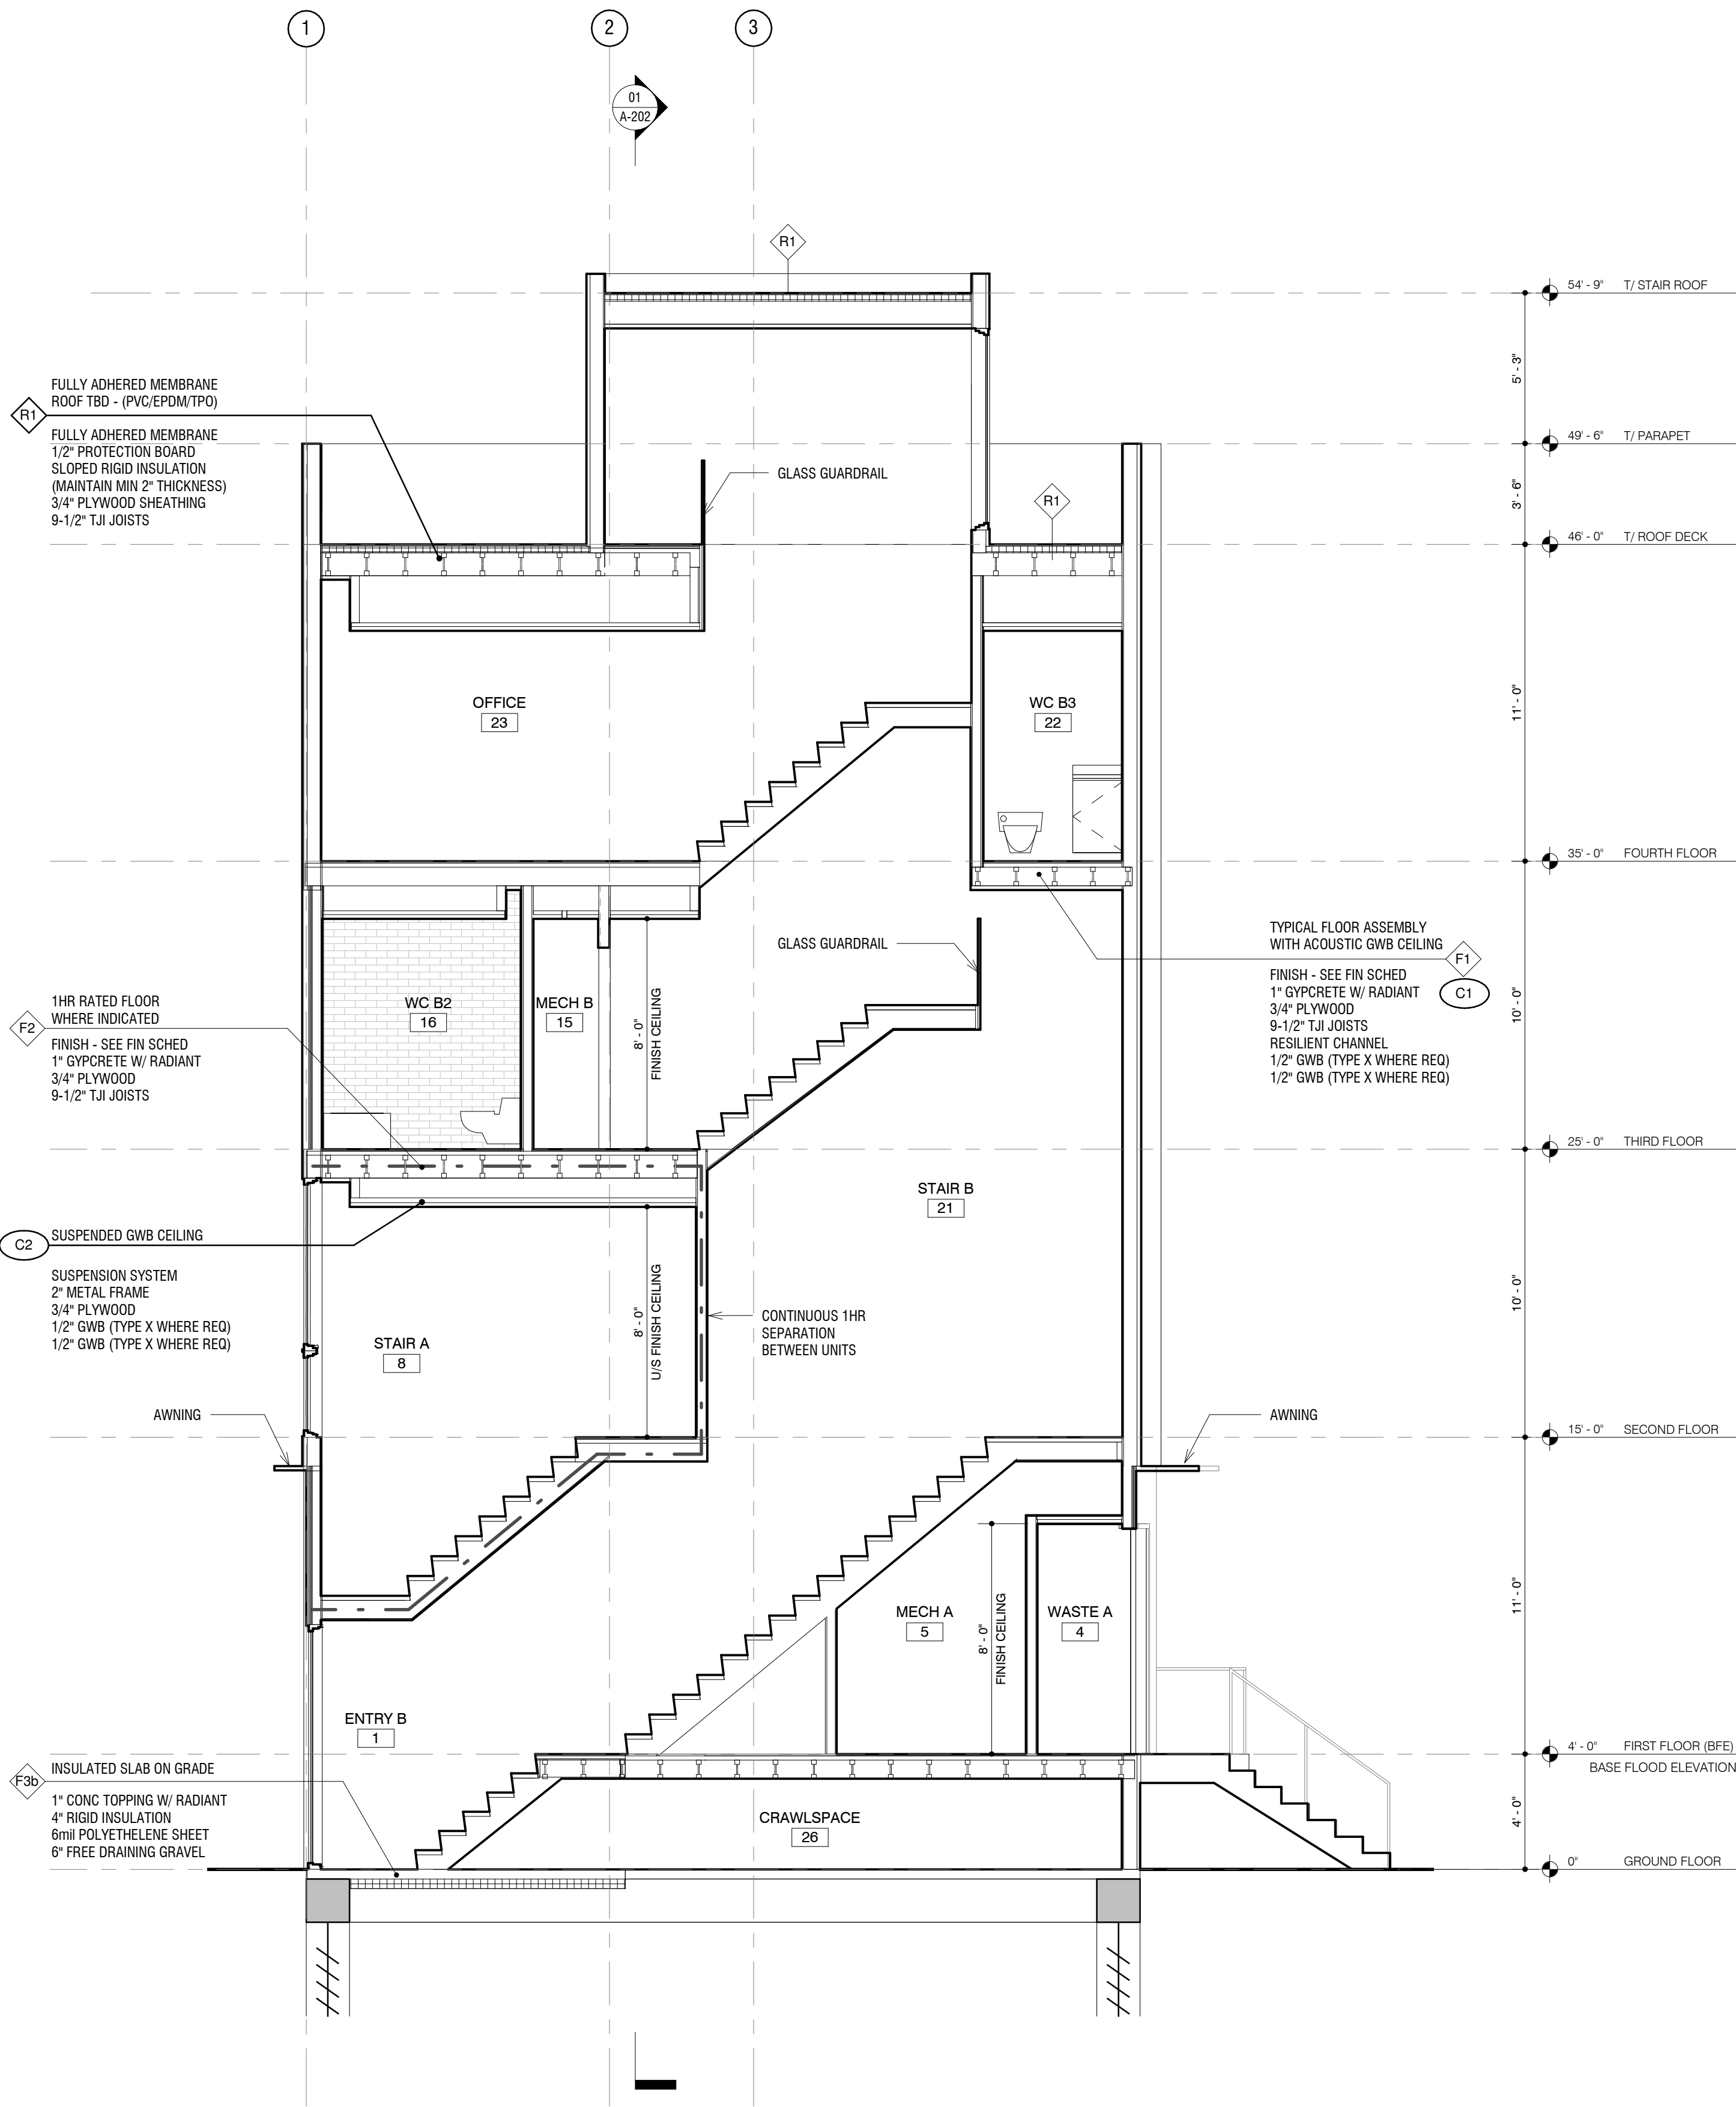 1
2
3
01
A-202
R1
54' - 9" T/ STAIR ROOF
5' - 3"
FULLY ADHERED MEMBRANE
ROOF TBD - (PVC/EPDM/TPO)
R1
FULLY ADHERED MEMBRANE
1/2" PROTECTION BOARD
SLOPED RIGID INSULATION
(MAINTAIN MIN 2" THICKNESS)
3/4" PLYWOOD SHEATHING
9-1/2" TJI JOISTS
49' - 6" T/ PARAPET
GLASS GUARDRAIL
R1
3' - 6"
46' - 0" T/ ROOF DECK
OFFICE
23
WC B3
22
11' - 0"
35' - 0" FOURTH FLOOR
GLASS GUARDRAIL
TYPICAL FLOOR ASSEMBLY
WITH ACOUSTIC GWB CEILING
F1
FINISH - SEE FIN SCHED
1" GYPCRETE W/ RADIANT
3/4" PLYWOOD
9-1/2" TJI JOISTS
RESILIENT CHANNEL
1/2" GWB (TYPE X WHERE REQ)
1/2" GWB (TYPE X WHERE REQ)
C1
10' - 0"
1HR RATED FLOOR
WHERE INDICATED
F2
FINISH - SEE FIN SCHED
1" GYPCRETE W/ RADIANT
3/4" PLYWOOD
9-1/2" TJI JOISTS
WC B2
16
MECH B
15
8' - 0"
FINISH CEILING
25' - 0" THIRD FLOOR
STAIR B
21
C2
SUSPENDED GWB CEILING
SUSPENSION SYSTEM
2" METAL FRAME
3/4" PLYWOOD
1/2" GWB (TYPE X WHERE REQ)
1/2" GWB (TYPE X WHERE REQ)
STAIR A
8
8' - 0"
U/S FINISH CEILING
CONTINUOUS 1HR
SEPARATION
BETWEEN UNITS
10' - 0"
AWNING
AWNING
15' - 0" SECOND FLOOR
MECH A
5
8' - 0"
FINISH CEILING
WASTE A
4
11' - 0"
ENTRY B
1
4' - 0" FIRST FLOOR (BFE)
BASE FLOOD ELEVATION
F3b
INSULATED SLAB ON GRADE
1" CONC TOPPING W/ RADIANT
4" RIGID INSULATION
6mil POLYETHELENE SHEET
6" FREE DRAINING GRAVEL
CRAWLSPACE
26
4' - 0"
0" GROUND FLOOR